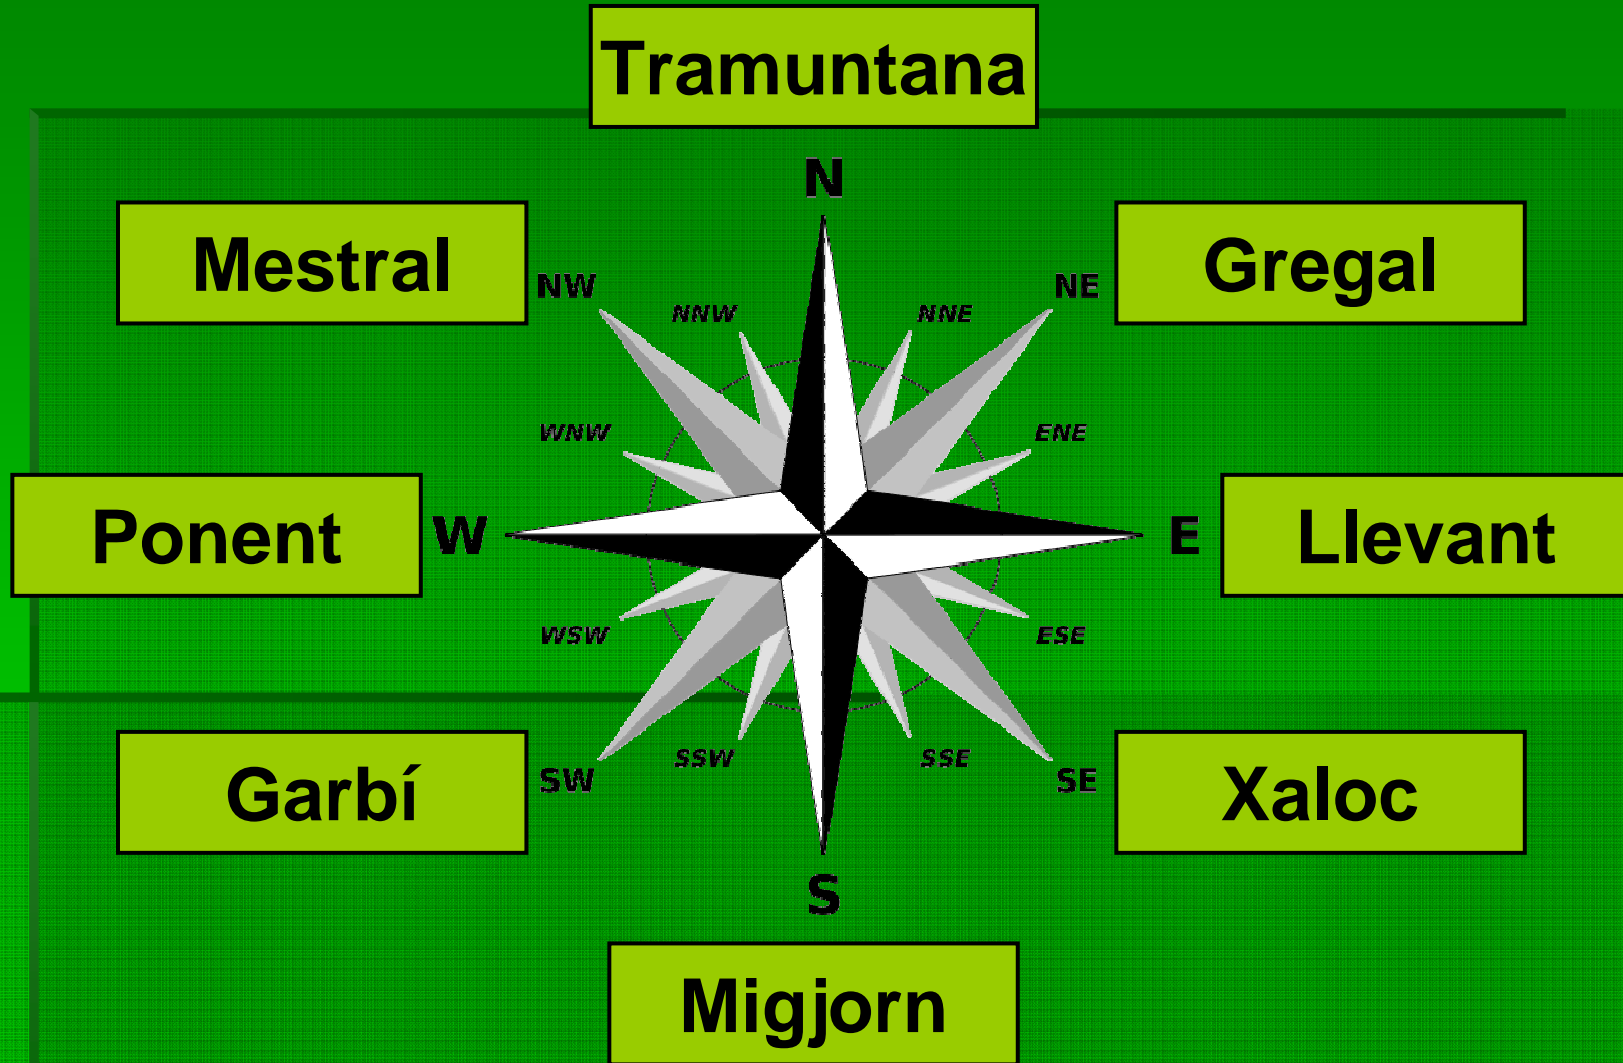 Tramuntana
N
Mestral
NW
NNW
NNE
NE
Gregal
WNW
ENE
Ponent
W
E
Llevant
WSW
ESE
Garbí
SW
SSW
SSE
SE
Xaloc
S
Migjorn